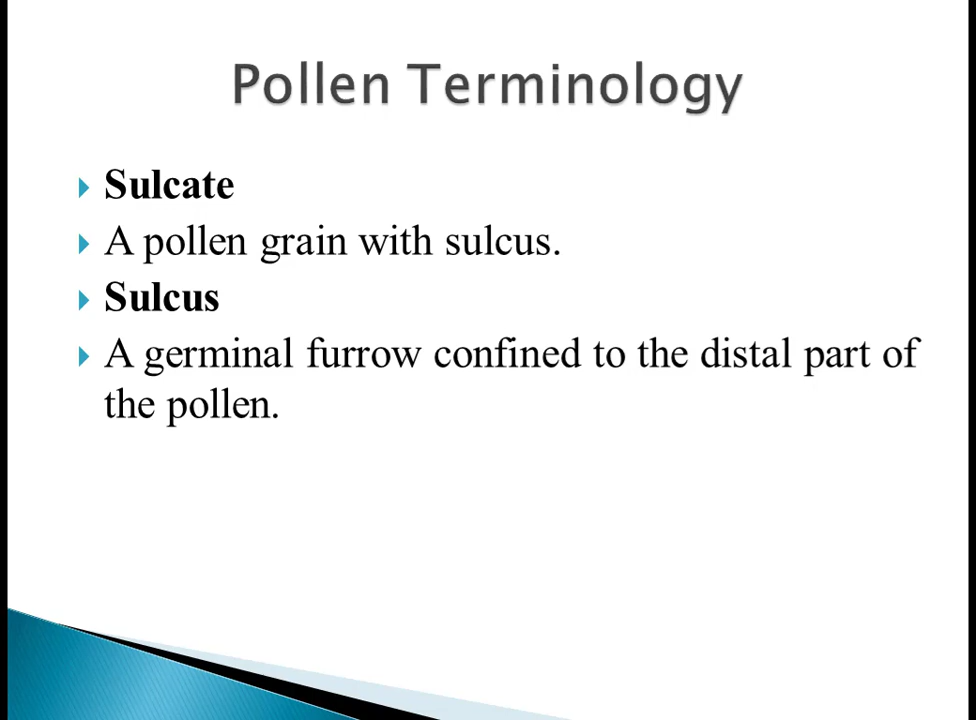 Pollen Terminology
Sulcate
A pollen grain with sulcus.
Sulcus
A germinal furrow confined to the distal part of
the pollen.